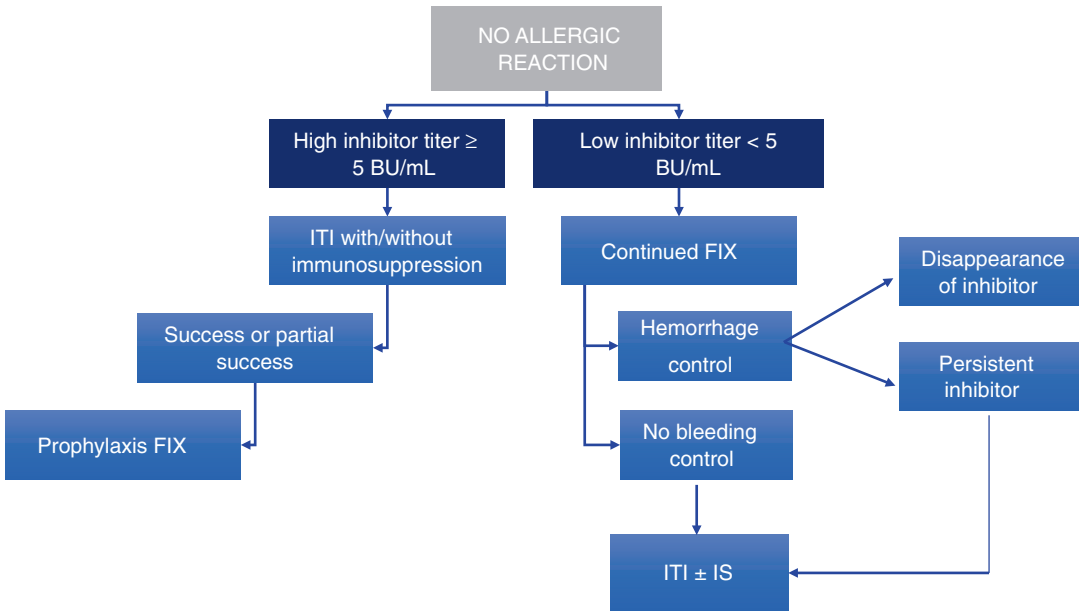 NO ALLERGIC
REACTION
High inhibitor titer ≥
5 BU/mL
Low inhibitor titer < 5
BU/mL
ITI with/without
immunosuppression
Continued FIX
Disappearance
of inhibitor
Success or partial
success
Hemorrhage
control
Persistent
inhibitor
Prophylaxis FIX
No bleeding
control
ITI ± IS